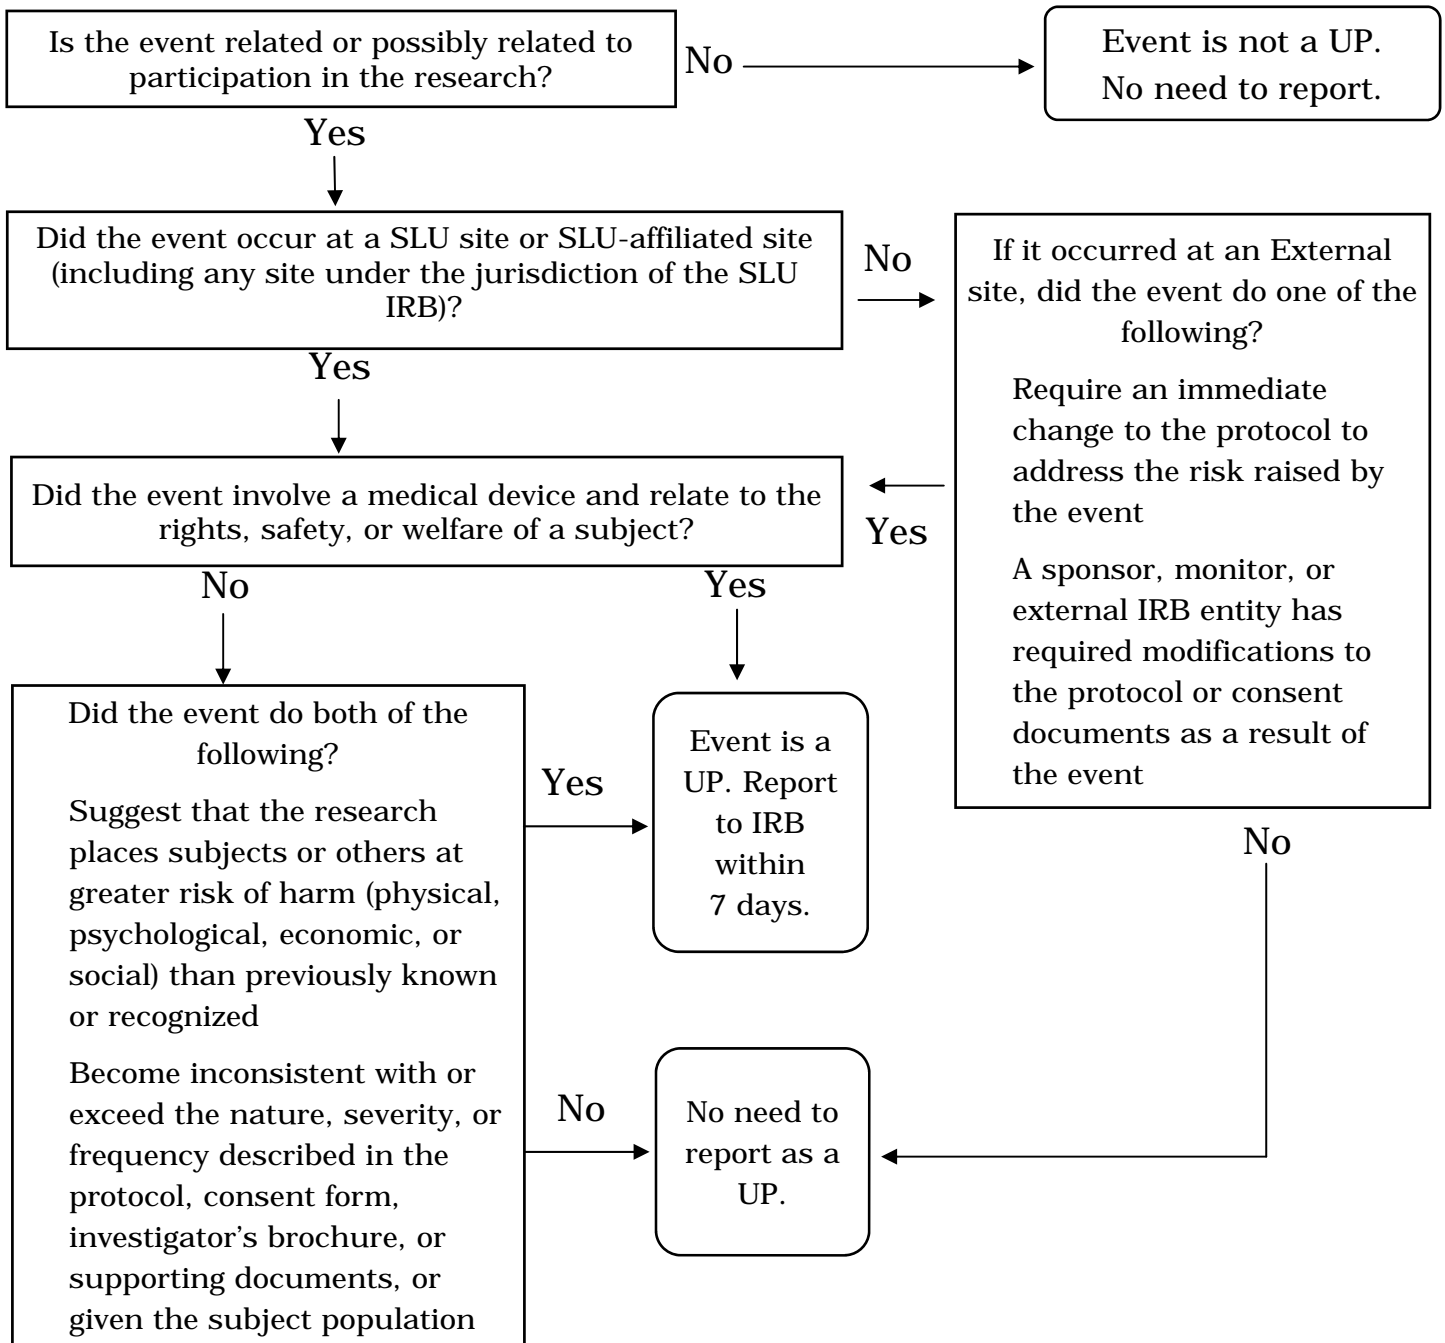 Is the event related or possibly related to
participation in the research?
No
Event is not a UP.
No need to report.
Yes
Did the event occur at a SLU site or SLU-affiliated site
(including any site under the jurisdiction of the SLU
IRB)?
No
If it occurred at an External
site, did the event do one of the
following?
Require an immediate
change to the protocol to
address the risk raised by
the event
A sponsor, monitor, or
external IRB entity has
required modifications to
the protocol or consent
documents as a result of
the event
Yes
Yes
Did the event involve a medical device and relate to the
rights, safety, or welfare of a subject?
No
Yes
Did the event do both of the
following?
Suggest that the research
places subjects or others at
greater risk of harm (physical,
psychological, economic, or
social) than previously known
or recognized
Become inconsistent with or
exceed the nature, severity, or
frequency described in the
protocol, consent form,
investigator’s brochure, or
supporting documents, or
given the subject population
Yes
Event is a
UP. Report
to IRB
within
7 days.
No
No
No need to
report as a
UP.